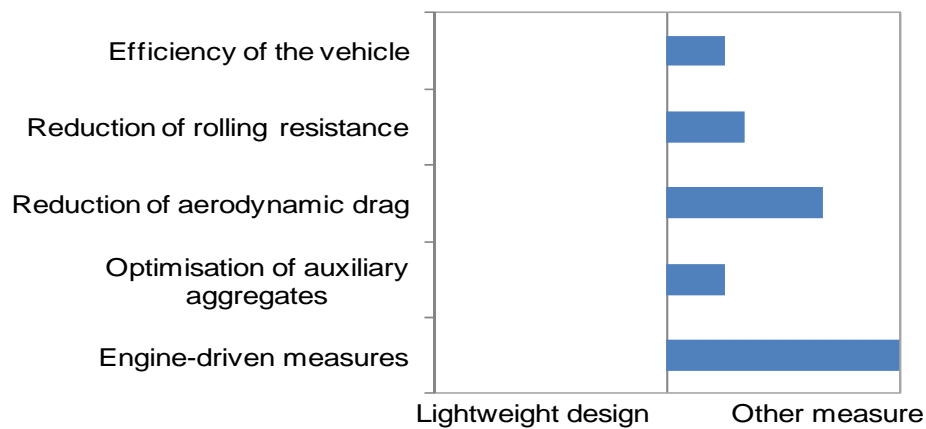 Efficiency of the vehicle
Reduction of rolling resistance
Reduction of aerodynamic drag
Optimisation of auxiliary
aggregates
Engine-driven measures
Lightweight design
Other measure